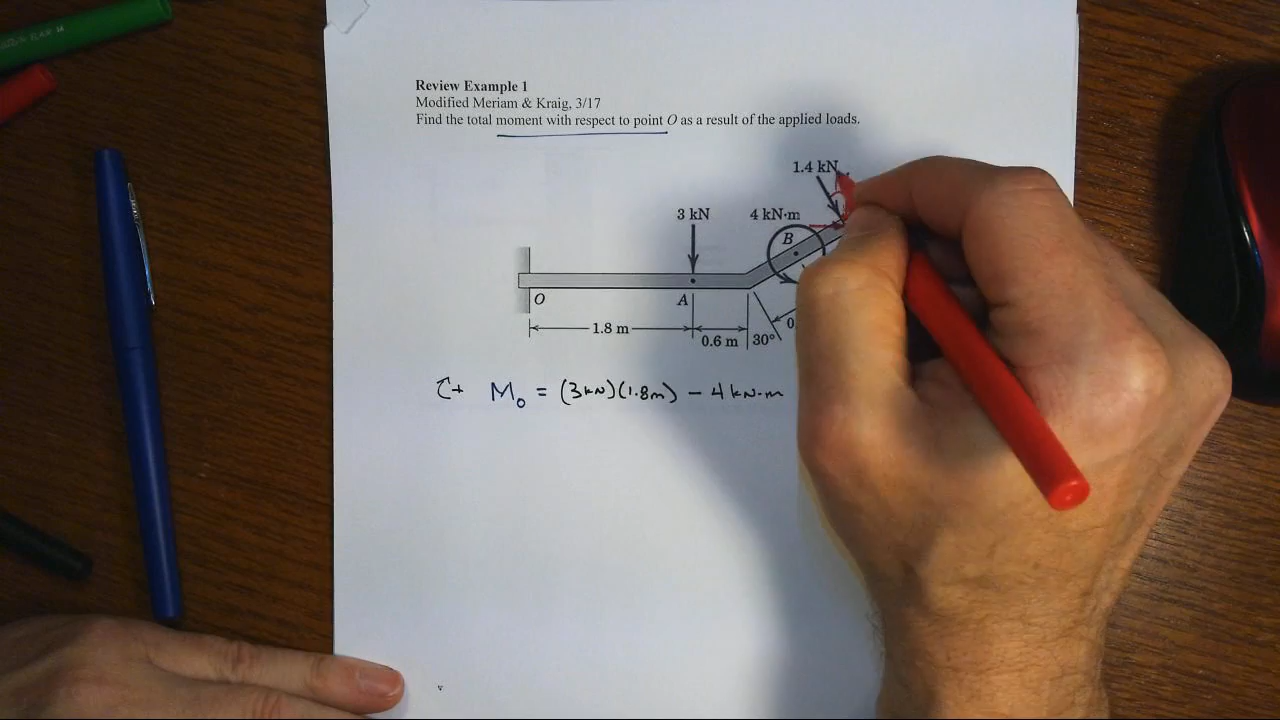 Review Example 1
Modified Meriam & Kraig, 3/17
Find the total moment with respect to point O as a result of the applied loads.
1.4 kN
3 kN
4 kN·m
B
O
A
1.8 m
0.6 m
30°
0.
↶+ M₀ = (3kN)(1.8m) − 4kN·m